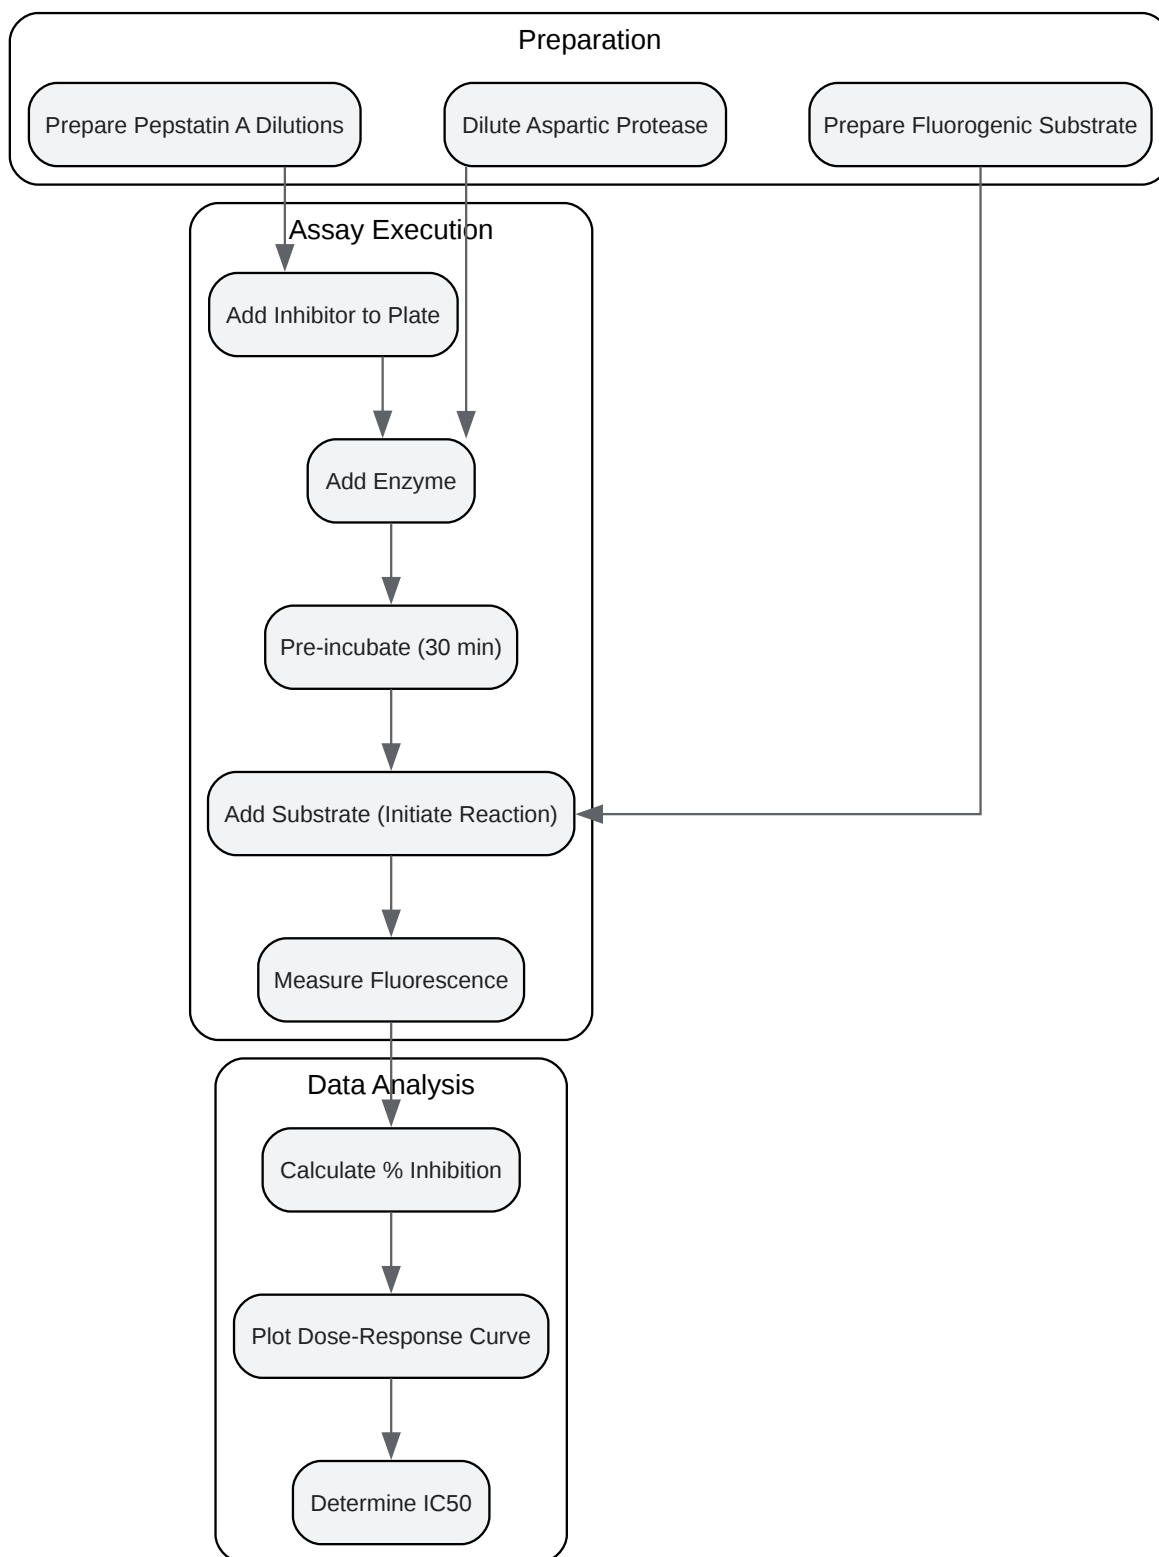 Preparation
Prepare Pepstatin A Dilutions
Dilute Aspartic Protease
Prepare Fluorogenic Substrate
Assay Execution
Add Inhibitor to Plate
Add Enzyme
Pre-incubate (30 min)
Add Substrate (Initiate Reaction)
Measure Fluorescence
Data Analysis
Calculate % Inhibition
Plot Dose-Response Curve
Determine IC50